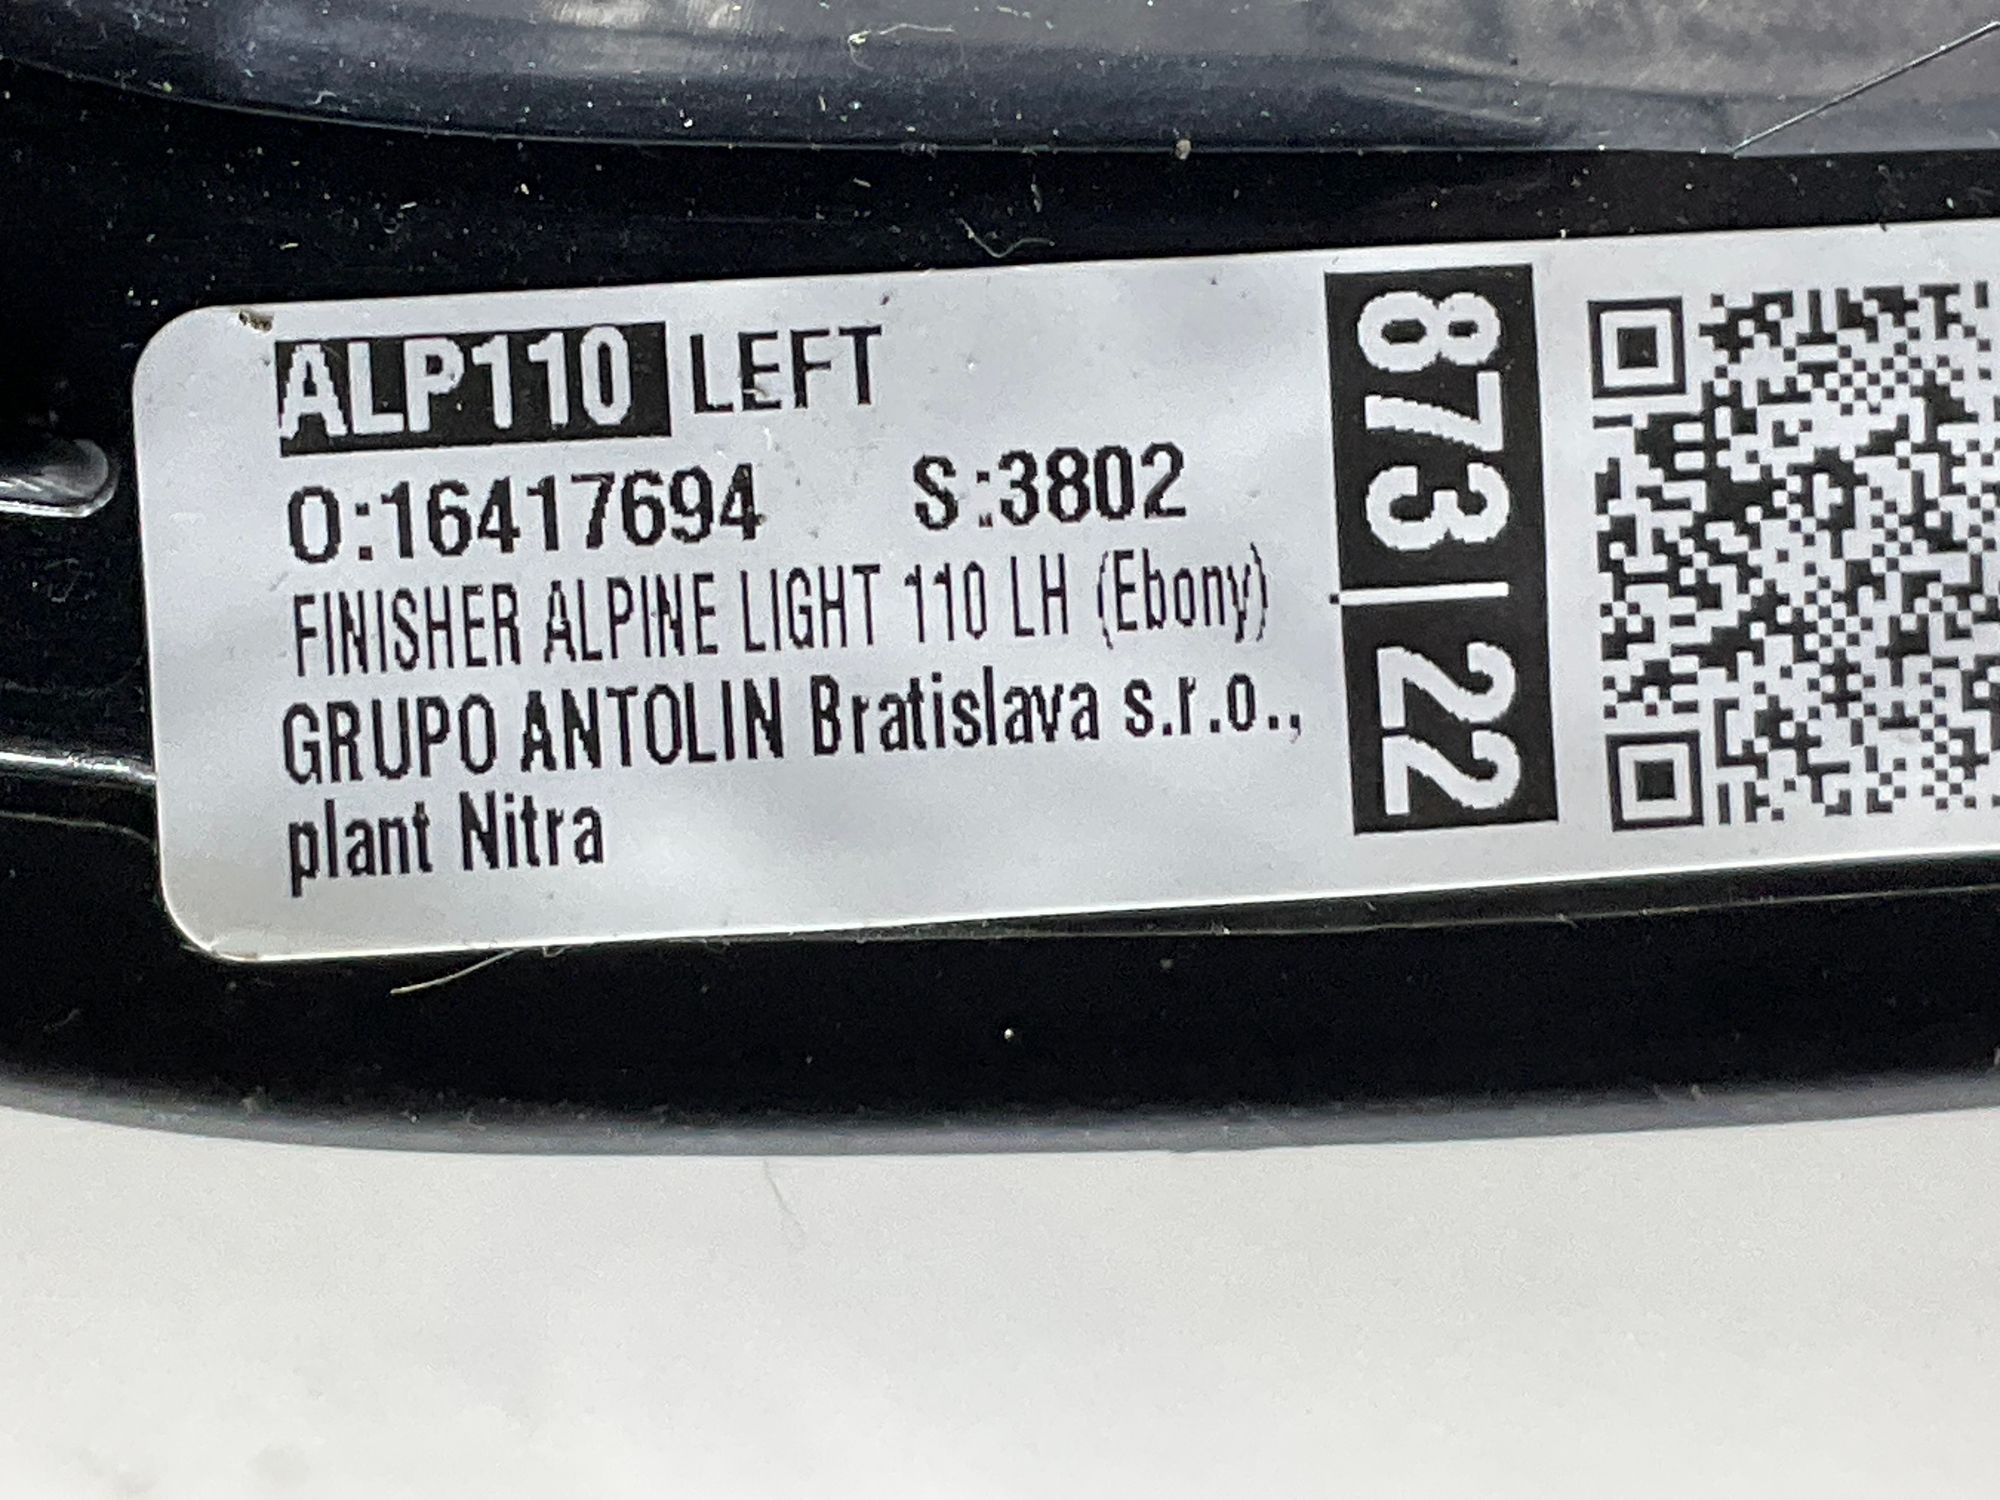 ALP110 LEFT
O:16417694 S:3802
FINISHER ALPINE LIGHT 110 LH (Ebony)
GRUPO ANTOLIN Bratislava s.r.o.,
plant Nitra
873|22